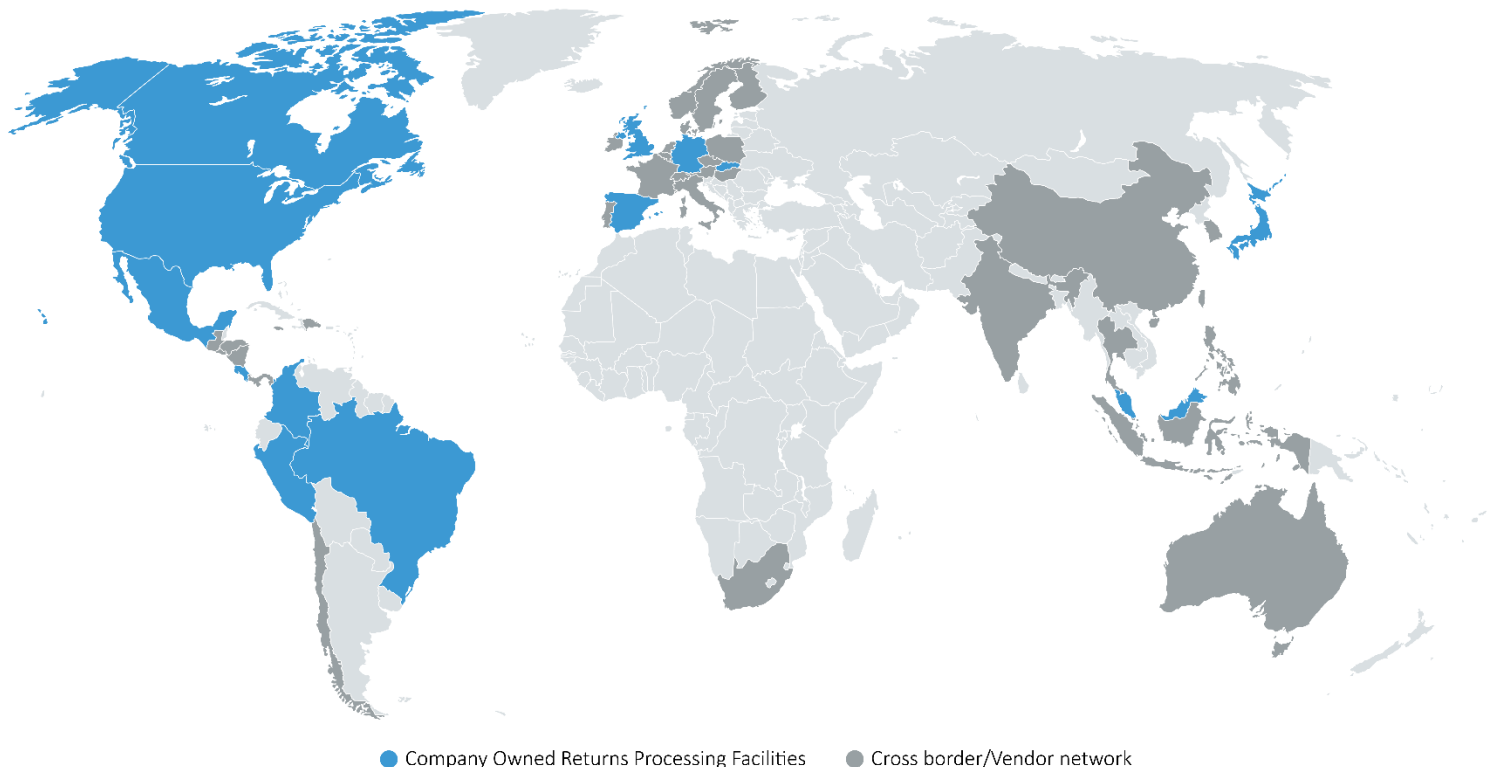 Company Owned Returns Processing Facilities
Cross border/Vendor network